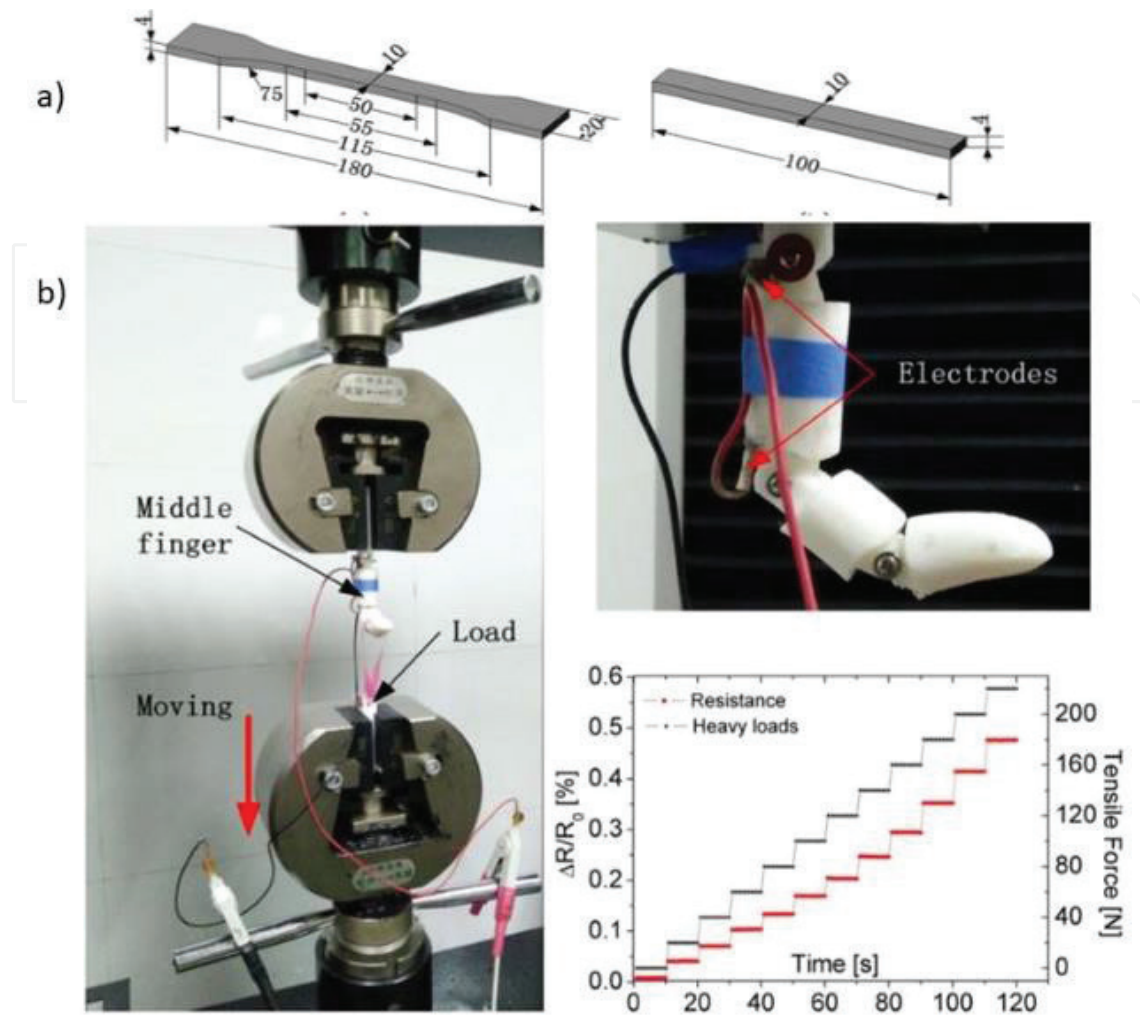 a)
4
75
10
50
55
115
180
20
10
100
4
b)
Middle
finger
Load
Moving
Electrodes
Resistance
Heavy loads
ΔR/R0 [%]
0.6
0.5
0.4
0.3
0.2
0.1
0.0
Tensile Force [N]
200
160
120
80
40
0
Time [s]
0 20 40 60 80 100 120